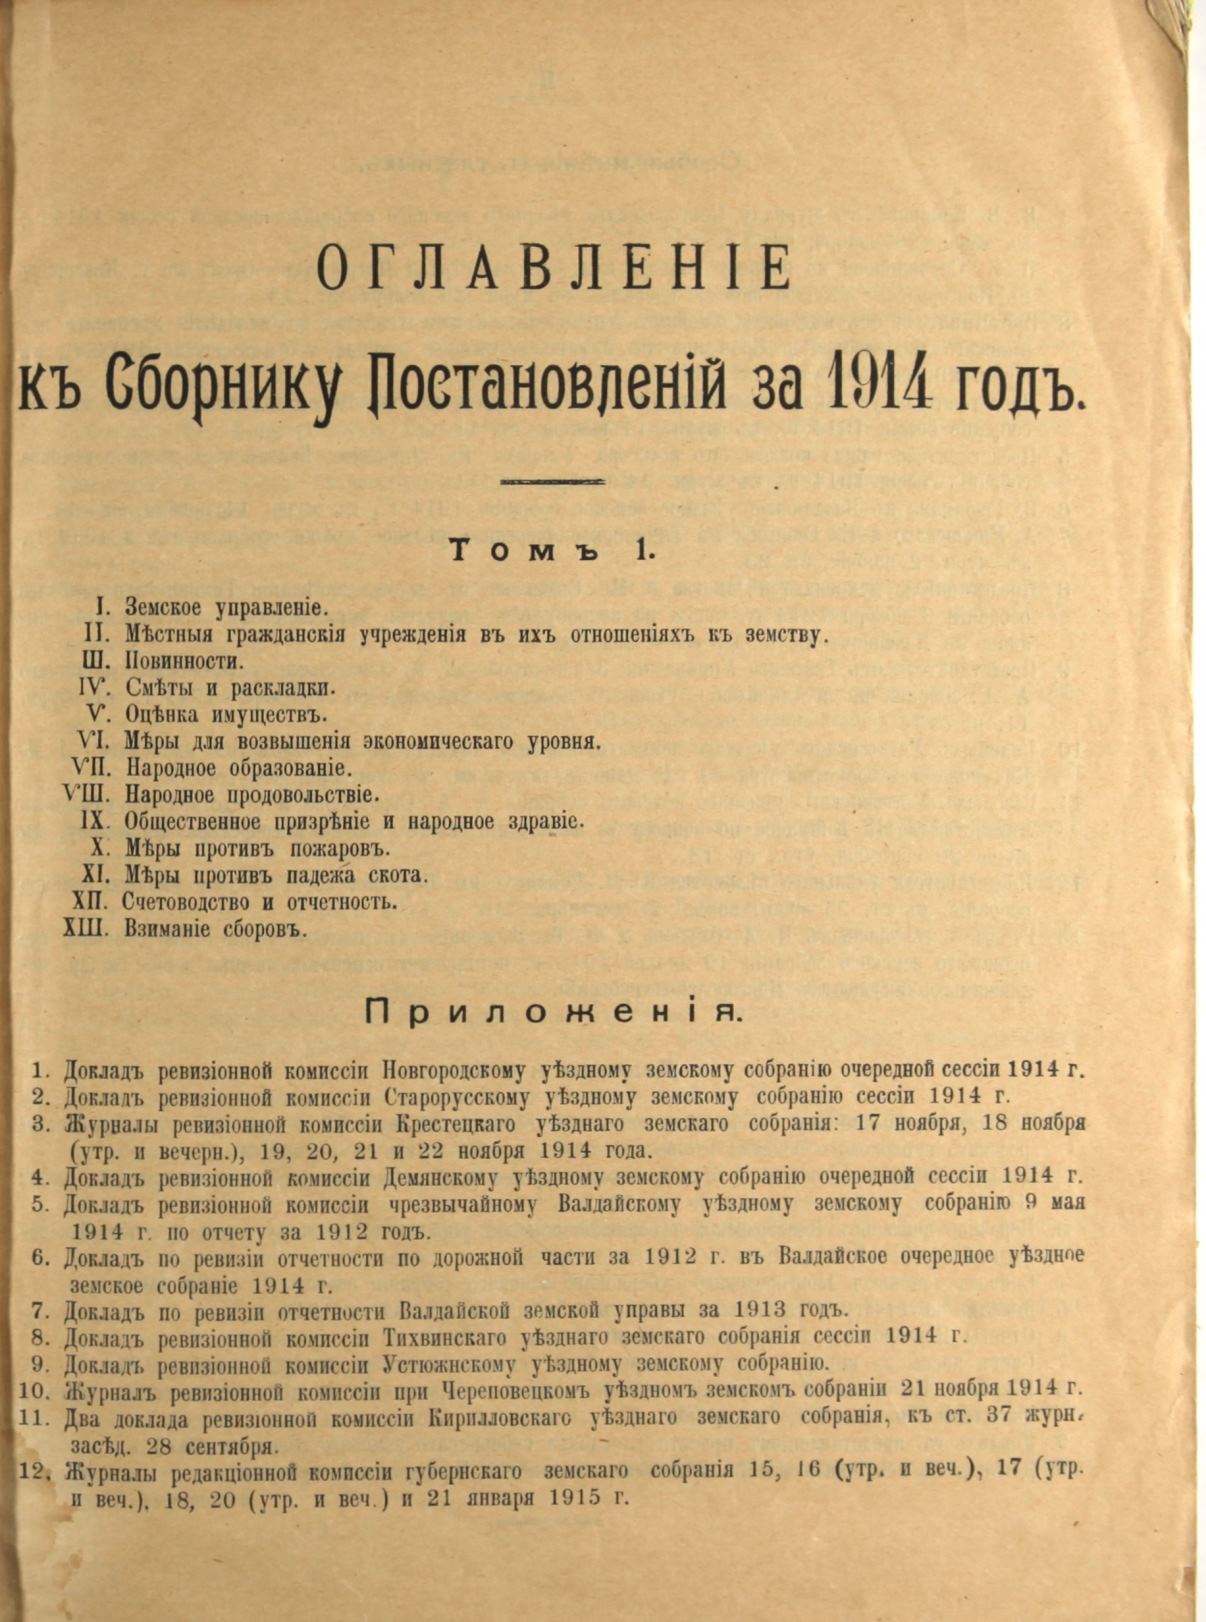 ОГЛАВЛЕНІЕ
къ Сборнику Постановленій за 1914 годъ.
Томъ 1.
I. Земское управленіе.
II. Мѣстныя гражданскія учрежденія въ ихъ отношеніяхъ къ земству.
Ш. Повинности.
IV. Смѣты и раскладки.
V. Оцѣнка имуществъ.
VI. Мѣры для возвышенія экономическаго уровня.
VП. Народное образованіе.
VШ. Народное продовольствіе.
IX. Общественное призрѣніе и народное здравіе.
X. Мѣры противъ пожаровъ.
XI. Мѣры противъ падежа скота.
ХП. Счетоводство и отчетность.
ХШ. Взиманіе сборовъ.
Приложенія.
1. Докладъ ревизіонной комиссіи Новгородскому уѣздному земскому собранію очередной сессіи 1914 г.
2. Докладъ ревизіонной комиссіи Старорусскому уѣздному земскому собранію сессіи 1914 г.
3. Журналы ревизіонной комиссіи Крестецкаго уѣзднаго земскаго собранія: 17 ноября, 18 ноября
(утр. и вечерн.), 19, 20, 21 и 22 ноября 1914 года.
4. Докладъ ревизіонной комиссіи Демянскому уѣздному земскому собранію очередной сессіи 1914 г.
5. Докладъ ревизіонной комиссіи чрезвычайному Валдайскому уѣздному земскому собранію 9 мая
1914 г. по отчету за 1912 годъ.
6. Докладъ по ревизіи отчетности по дорожной части за 1912 г. въ Валдайское очередное уѣздное
земское собраніе 1914 г.
7. Докладъ по ревизіи отчетности Валдайской земской управы за 1913 годъ.
8. Докладъ ревизіонной комиссіи Тихвинскаго уѣзднаго земскаго собранія сессіи 1914 г.
9. Докладъ ревизіонной комиссіи Устюжнскому уѣздному земскому собранію.
10. Журналъ ревизіонной комиссіи при Череповецкомъ уѣздномъ земскомъ собраніи 21 ноября 1914 г.
11. Два доклада ревизіонной комиссіи Кирилловскаго уѣзднаго земскаго собранія, къ ст. 37 журн.
засѣд. 28 сентября.
12. Журналы редакціонной комиссіи губернскаго земскаго собранія 15, 16 (утр. и веч.), 17 (утр.
и веч.), 18, 20 (утр. и веч.) и 21 января 1915 г.